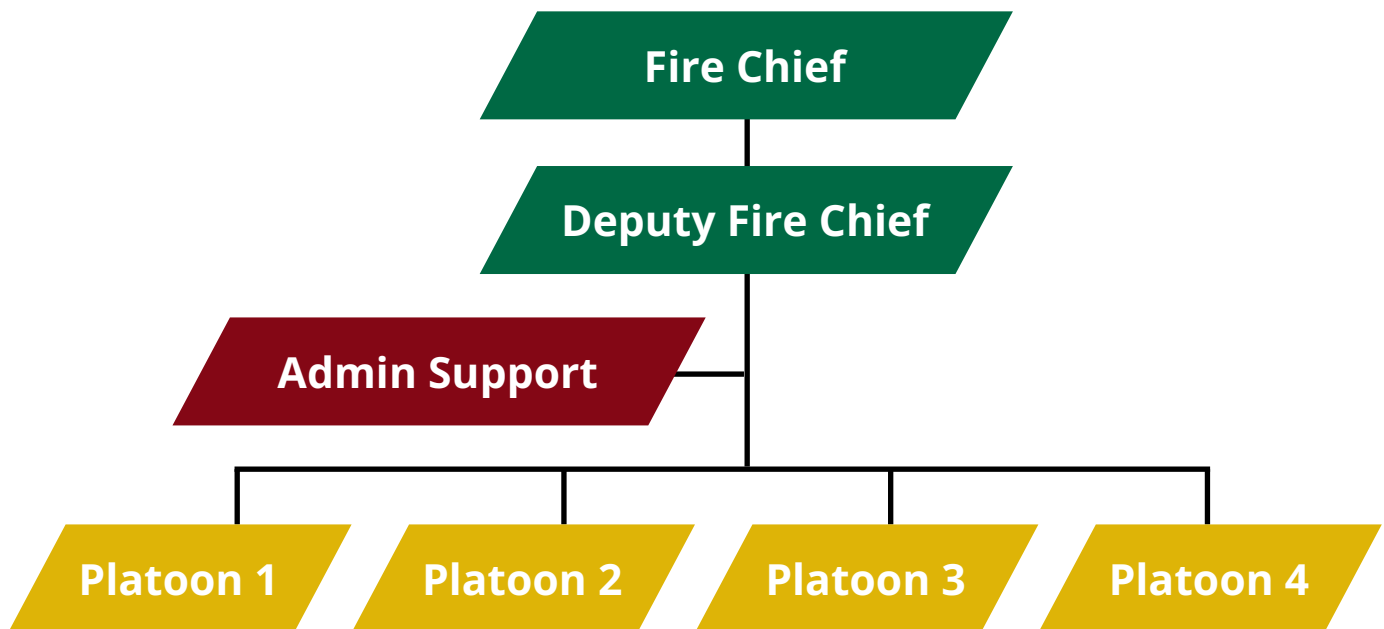 Fire Chief
Deputy Fire Chief
Admin Support
Platoon 1
Platoon 2
Platoon 3
Platoon 4